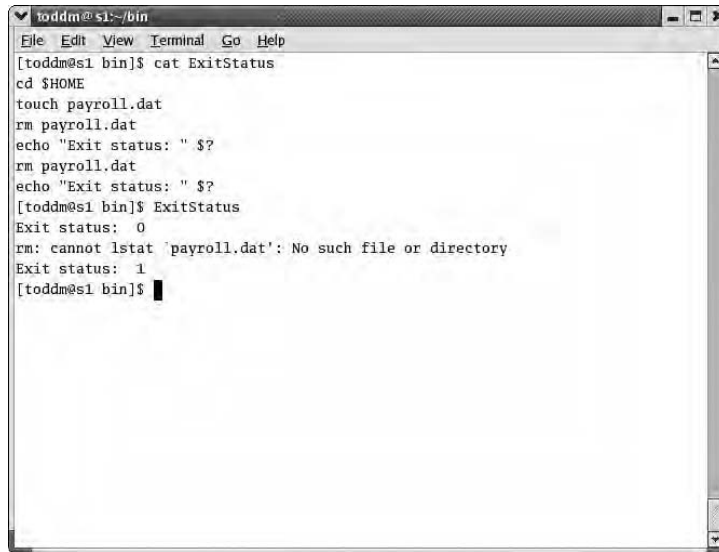 toddm@s1:~/bin
File Edit View Terminal Go Help
[toddm@s1 bin]$ cat ExitStatus
cd $HOME
touch payroll.dat
rm payroll.dat
echo "Exit status: " $?
rm payroll.dat
echo "Exit status: " $?
[toddm@s1 bin]$ ExitStatus
Exit status:  0
rm: cannot lstat `payroll.dat': No such file or directory
Exit status:  1
[toddm@s1 bin]$